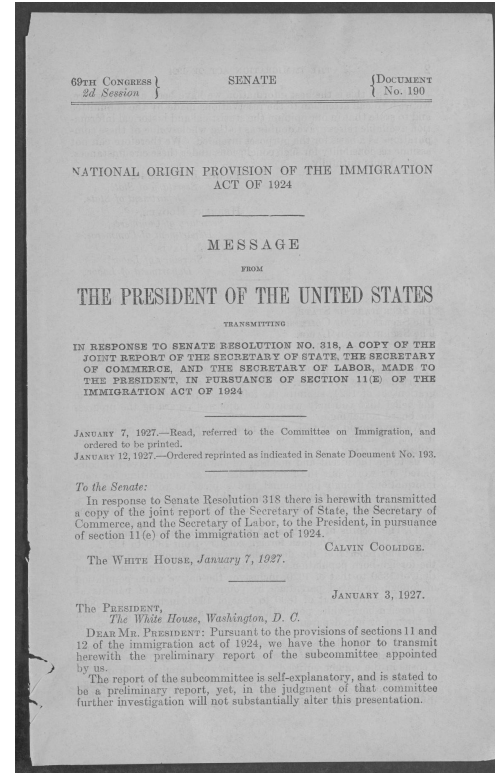 69TH CONGRESS
2d Session
SENATE
DOCUMENT
No. 190
NATIONAL ORIGIN PROVISION OF THE IMMIGRATION
ACT OF 1924
MESSAGE
FROM
THE PRESIDENT OF THE UNITED STATES
TRANSMITTING
IN RESPONSE TO SENATE RESOLUTION NO. 318, A COPY OF THE
JOINT REPORT OF THE SECRETARY OF STATE, THE SECRETARY
OF COMMERCE, AND THE SECRETARY OF LABOR, MADE TO
THE PRESIDENT, IN PURSUANCE OF SECTION 11(E) OF THE
IMMIGRATION ACT OF 1924
JANUARY 7, 1927.—Read, referred to the Committee on Immigration, and
ordered to be printed.
JANUARY 12, 1927.—Ordered reprinted as indicated in Senate Document No. 193.
To the Senate:
In response to Senate Resolution 318 there is herewith transmitted
a copy of the joint report of the Secretary of State, the Secretary of
Commerce, and the Secretary of Labor, to the President, in pursuance
of section 11(e) of the immigration act of 1924.
CALVIN COOLIDGE.
The WHITE HOUSE, January 7, 1927.
JANUARY 3, 1927.
The PRESIDENT,
The White House, Washington, D. C.
DEAR MR. PRESIDENT: Pursuant to the provisions of sections 11 and
12 of the immigration act of 1924, we have the honor to transmit
herewith the preliminary report of the subcommittee appointed
by us.
The report of the subcommittee is self-explanatory, and is stated to
be a preliminary report, yet, in the judgment of that committee
further investigation will not substantially alter this presentation.